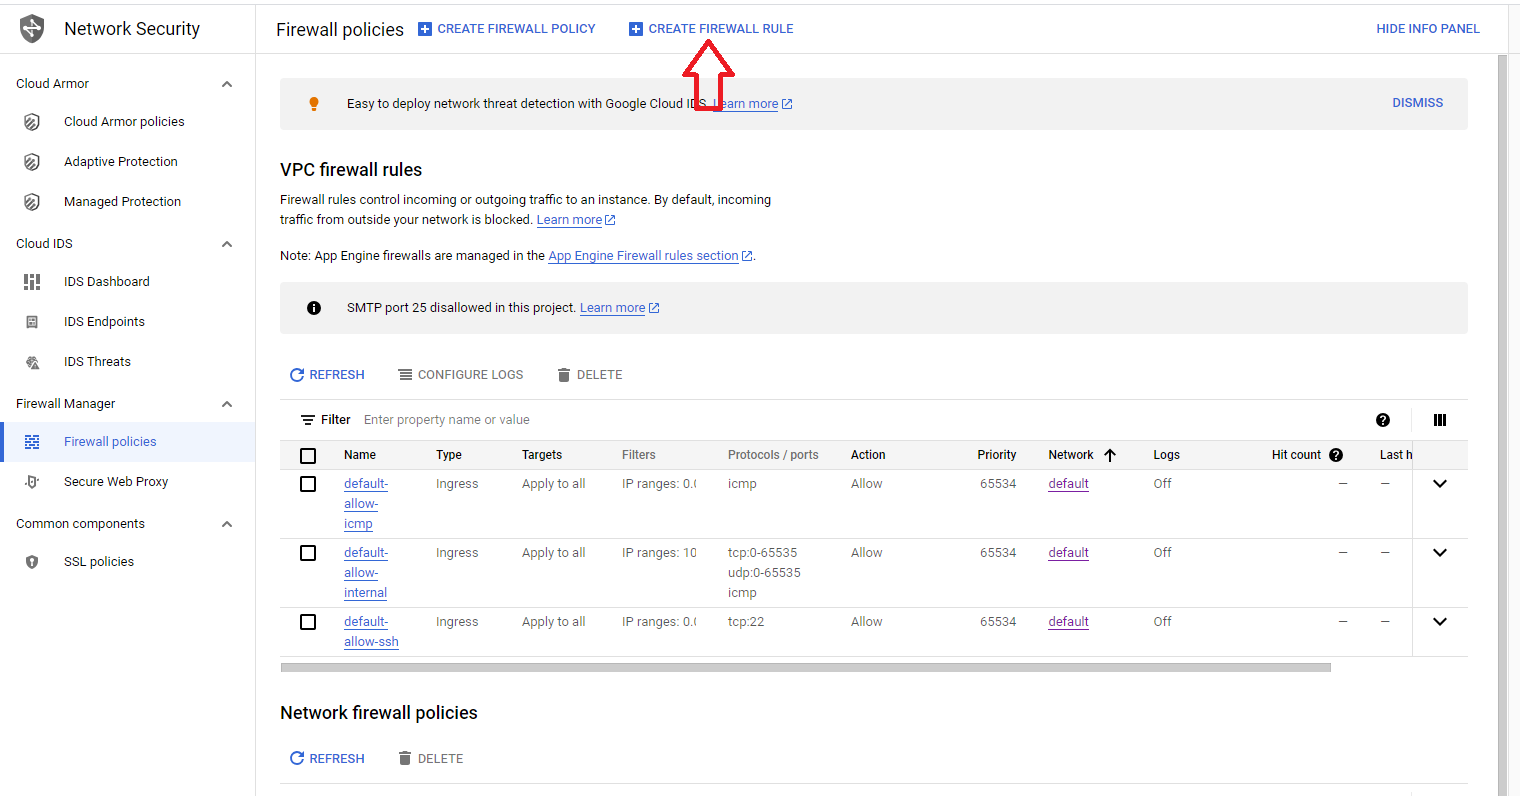 Network Security
Firewall policies
CREATE FIREWALL POLICY
CREATE FIREWALL RULE
HIDE INFO PANEL
Cloud Armor
Cloud Armor policies
Adaptive Protection
Managed Protection
Cloud IDS
IDS Dashboard
IDS Endpoints
IDS Threats
Firewall Manager
Firewall policies
Secure Web Proxy
Common components
SSL policies
Easy to deploy network threat detection with Google Cloud IDS. Learn more
DISMISS
VPC firewall rules
Firewall rules control incoming or outgoing traffic to an instance. By default, incoming
traffic from outside your network is blocked. Learn more
Note: App Engine firewalls are managed in the App Engine Firewall rules section.
SMTP port 25 disallowed in this project. Learn more
REFRESH CONFIGURE LOGS DELETE
Filter Enter property name or value
Name Type Targets Filters Protocols / ports Action Priority Network Logs Hit count Last h
default- Ingress Apply to all IP ranges: 0.0 icmp Allow 65534 default Off – –
allow-
icmp
default- Ingress Apply to all IP ranges: 10 tcp:0-65535 Allow 65534 default Off – –
allow- udp:0-65535
internal icmp
default- Ingress Apply to all IP ranges: 0.0 tcp:22 Allow 65534 default Off – –
allow-ssh
Network firewall policies
REFRESH DELETE